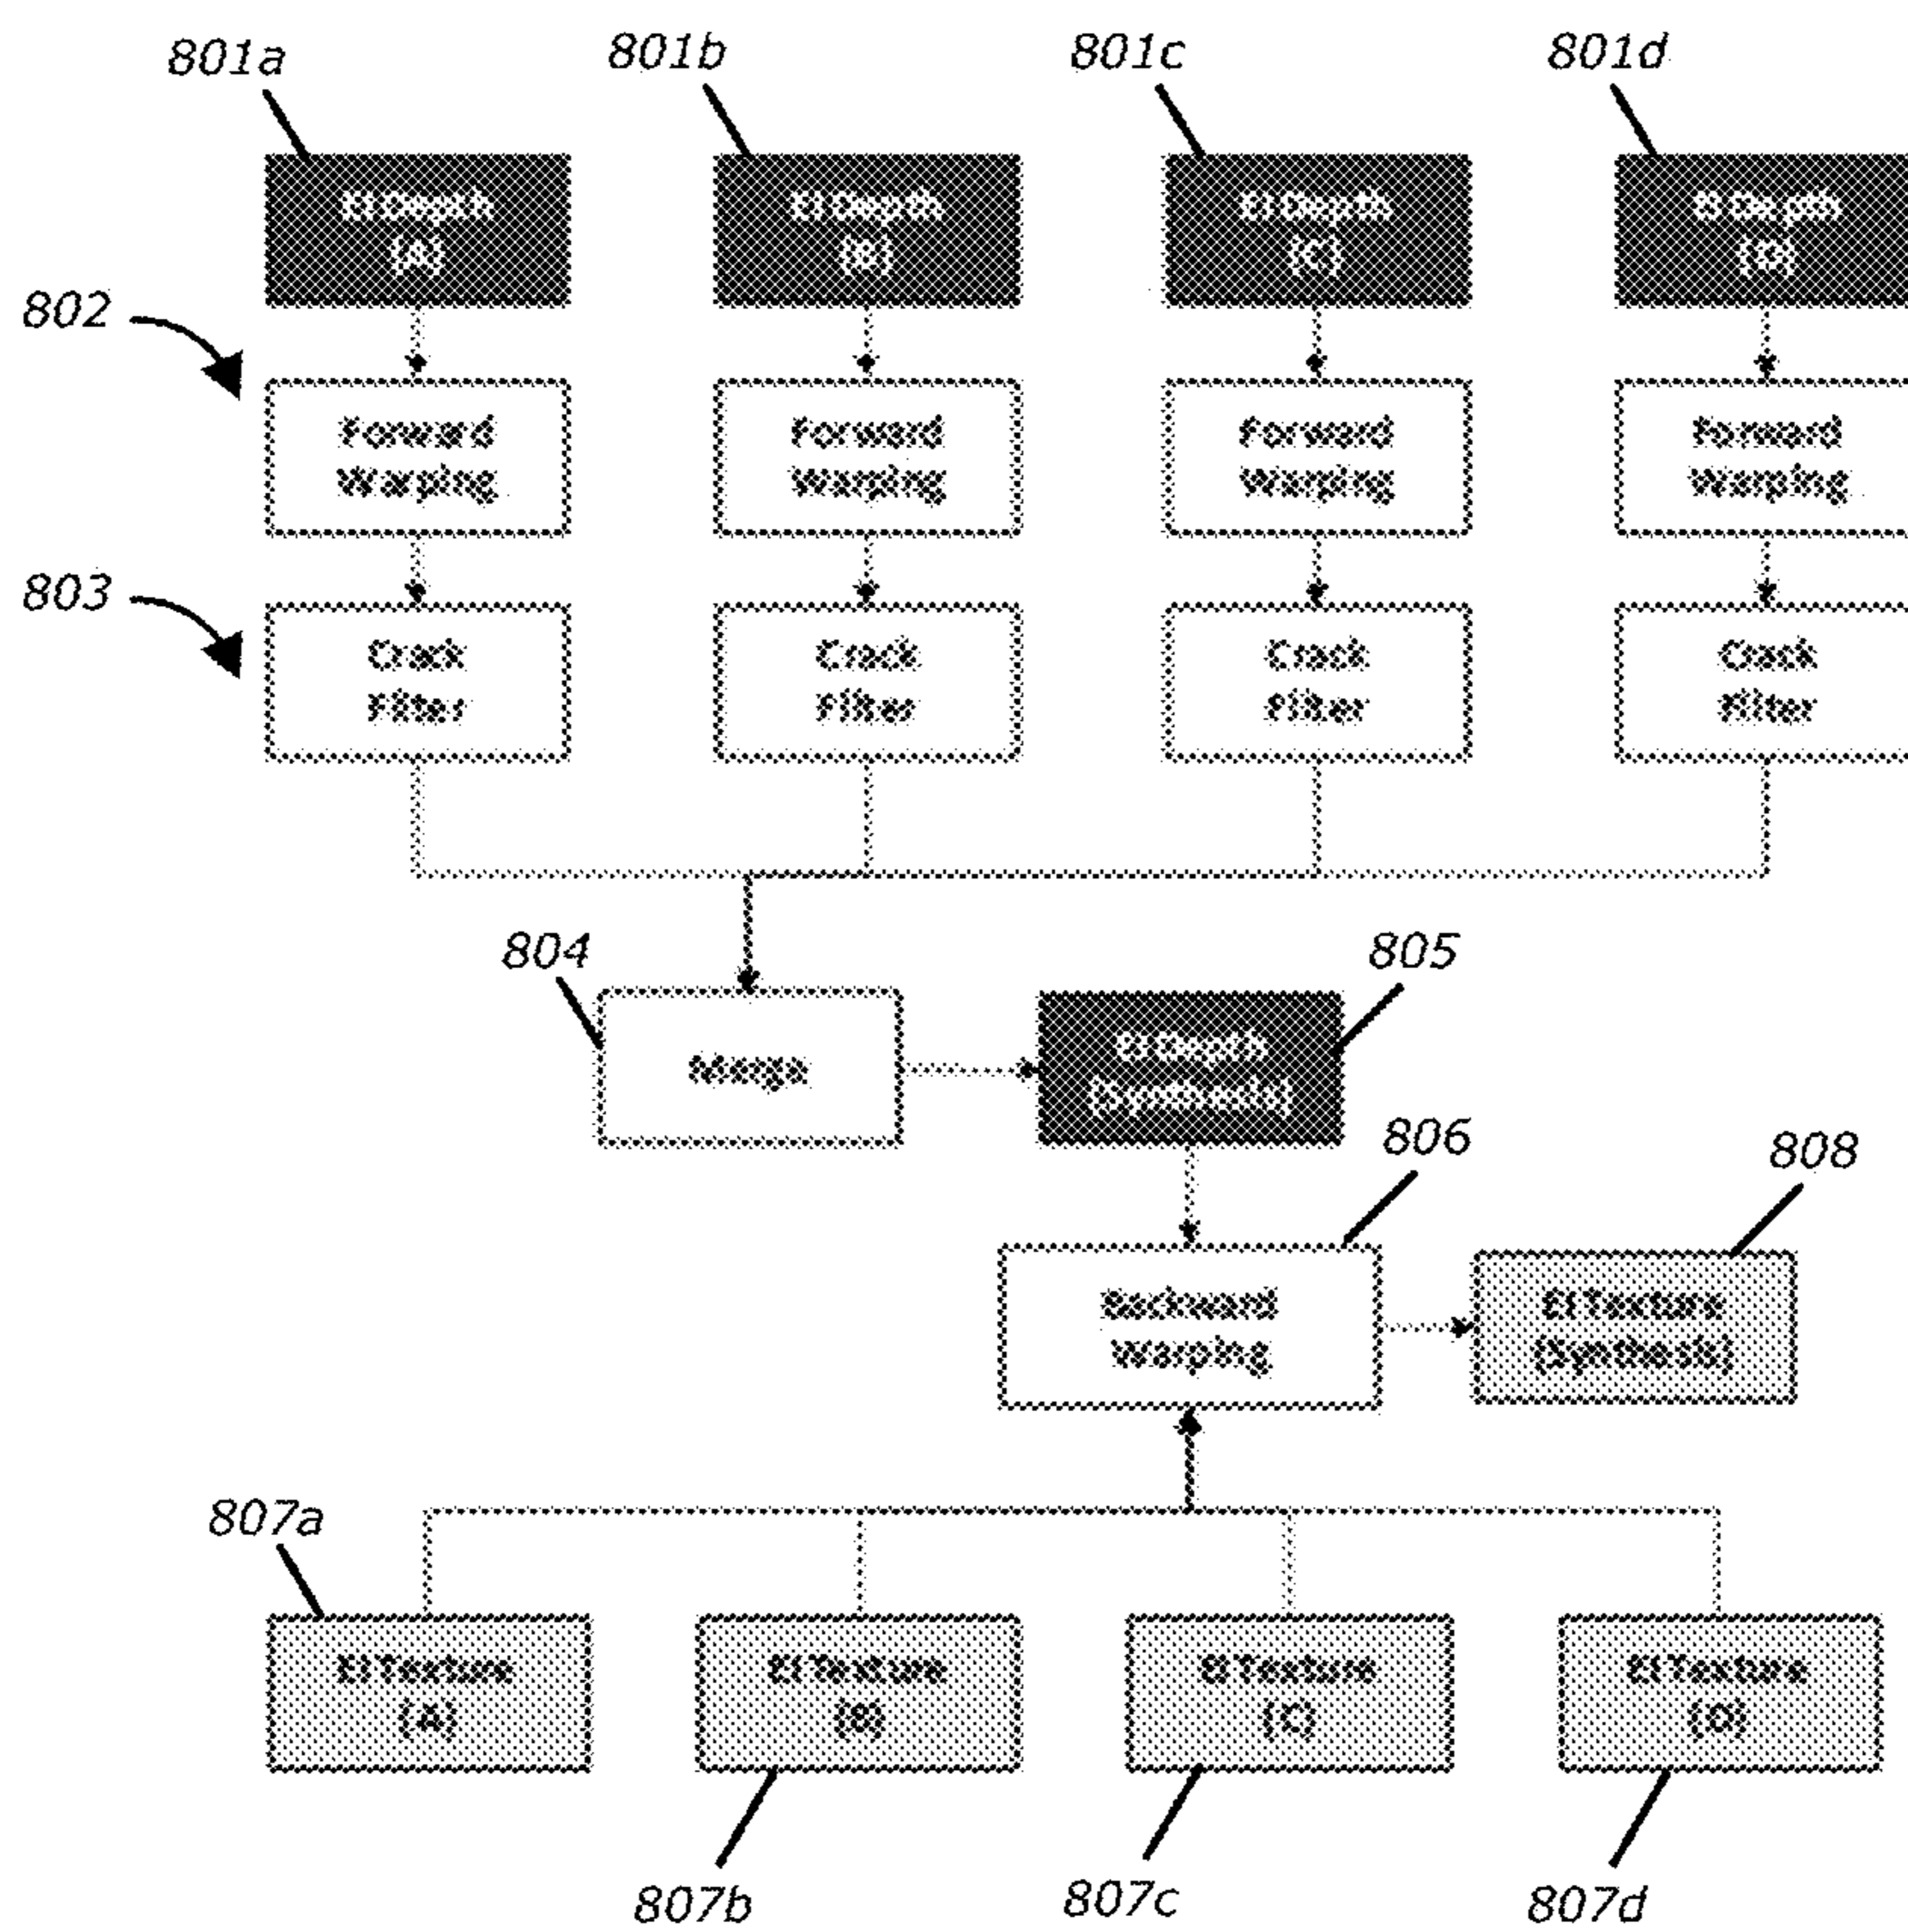 801a 801b 801c 801d
EI Depth EI Depth EI Depth EI Depth
(A) (B) (C) (D)
802
Forward Forward Forward Forward
Warping Warping Warping Warping
803
Crack Crack Crack Crack
Filter Filter Filter Filter
804 805
Merge
EI Depth
(Synthesis)
806 808
Backward
Warping
EI Texture
(Synthesis)
807a
EI Texture EI Texture EI Texture EI Texture
(A) (B) (C) (D)
807b 807c 807d